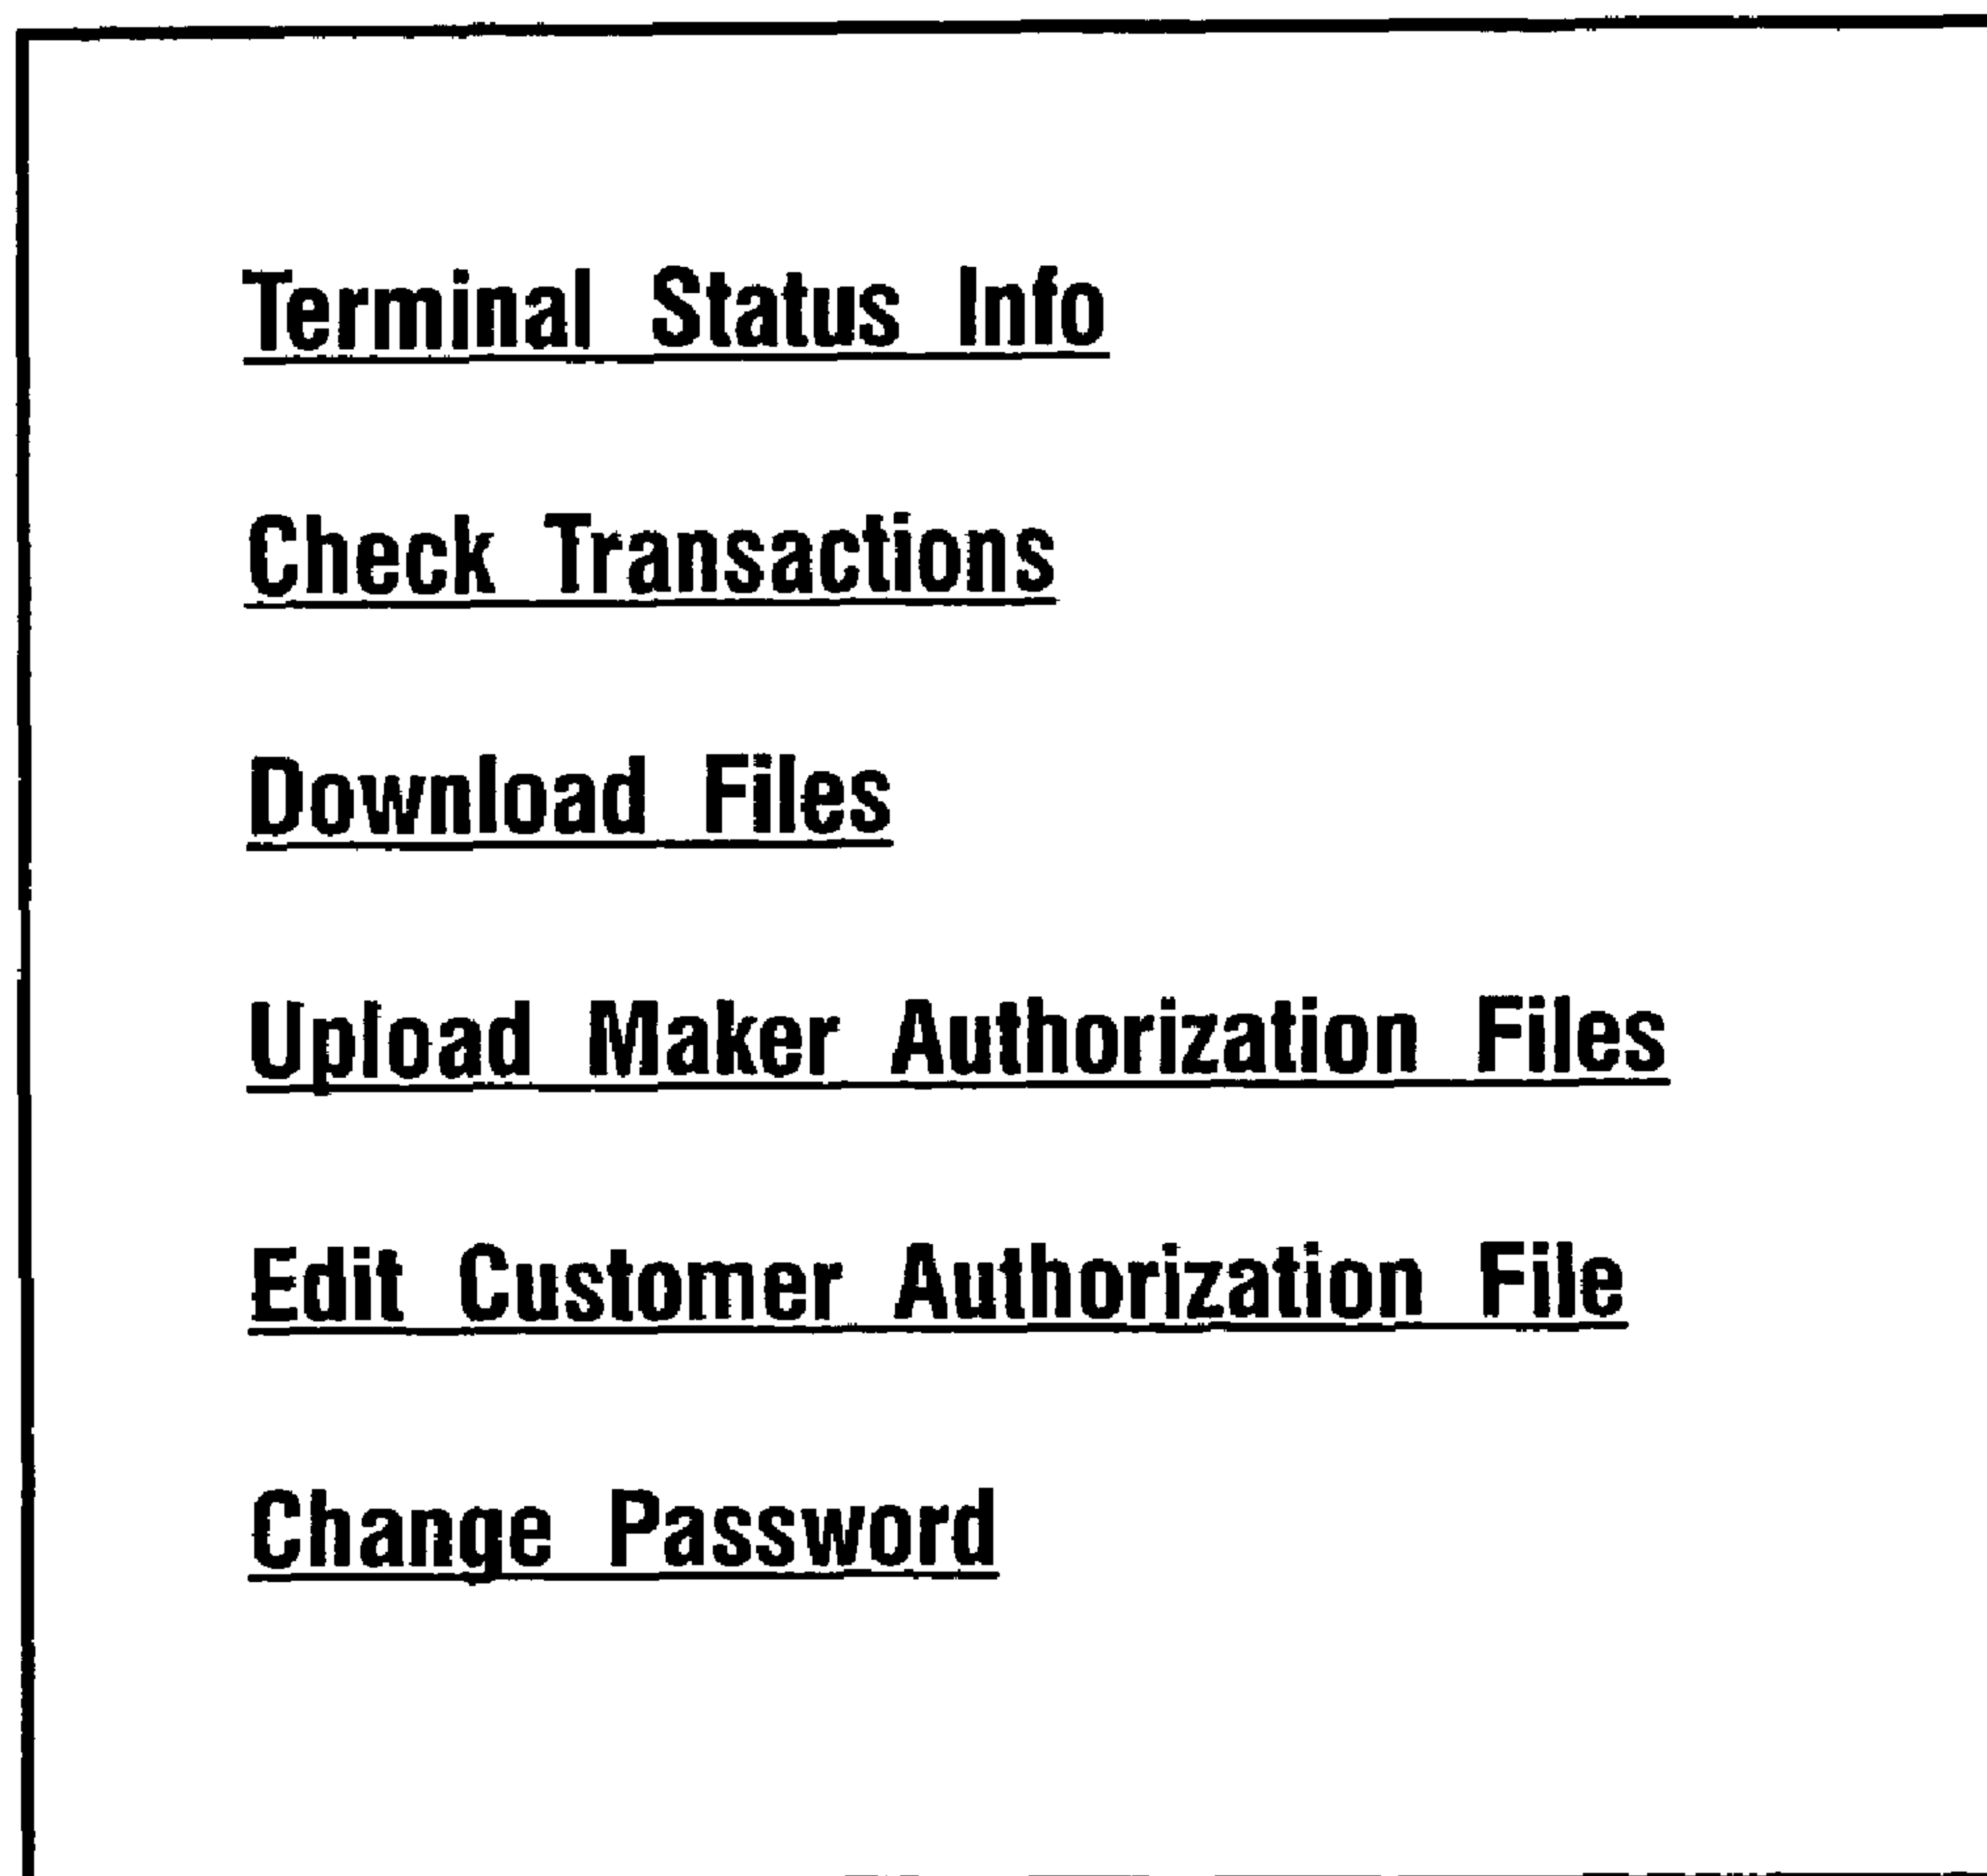 Terminal Status Info
Check Transactions
Download Files
Upload Maker Authorization Files
Edit Customer Authorization File
Change Password